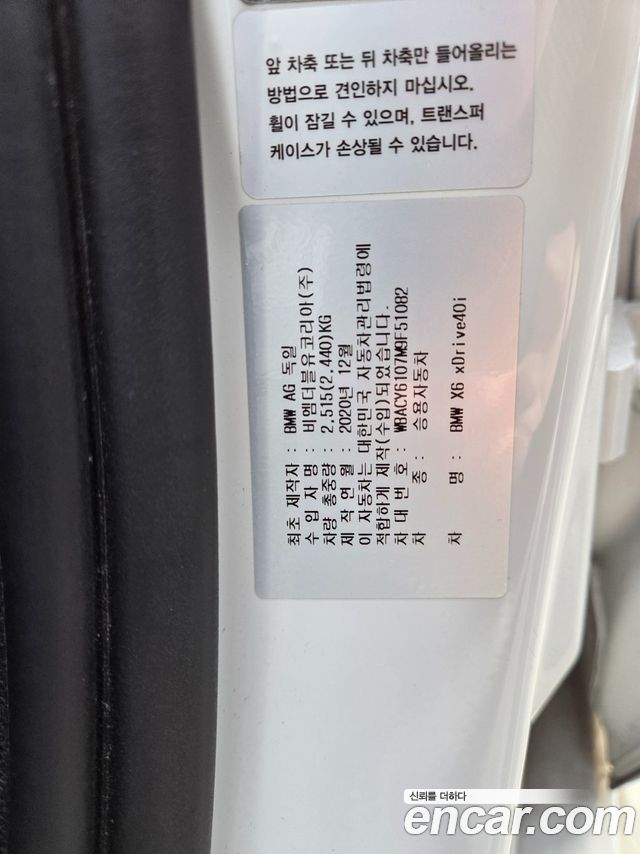 앞 차축 또는 뒤 차축만 들어올리는
방법으로 견인하지 마십시오.
휠이 잠길 수 있으며, 트랜스퍼
케이스가 손상될 수 있습니다.
최초 제작자 : BMW AG 독일
수 입 자 명 : 비엠더블유코리아(주)
차량 총중량 : 2,515(2,440)KG
제 작 연 월 : 2020년 12월
이 자동차는 대한민국 자동차관리법령에
적합하게 제작(수입)되었습니다.
차 대 번 호 : WBACY6107M9F51082
차 종 : 승용자동차
차 명 : BMW X6 xDrive40i
신뢰를 더하다
encar.com